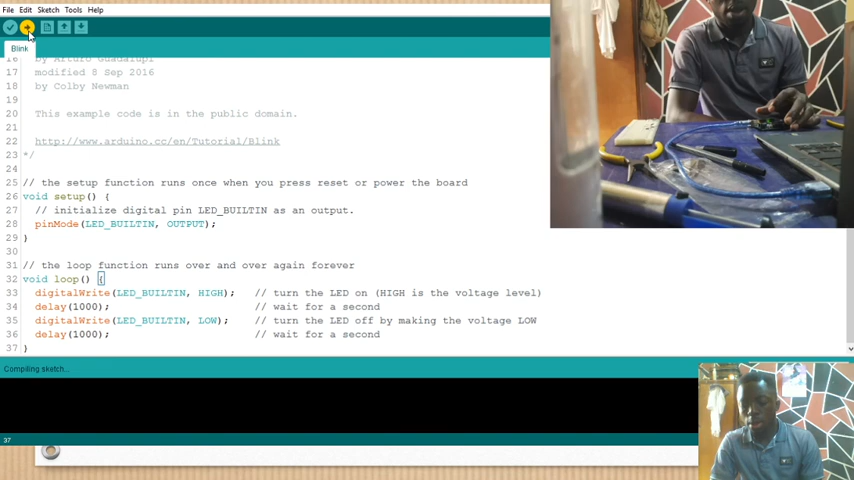 File Edit Sketch Tools Help
Blink
16 by Arturo Guadalupi
17 modified 8 Sep 2016
18 by Colby Newman
19
20 This example code is in the public domain.
21
22 http://www.arduino.cc/en/Tutorial/Blink
23 */
24
25 // the setup function runs once when you press reset or power the board
26 void setup() {
27 // initialize digital pin LED_BUILTIN as an output.
28 pinMode(LED_BUILTIN, OUTPUT);
29 }
30
31 // the loop function runs over and over again forever
32 void loop() {
33 digitalWrite(LED_BUILTIN, HIGH); // turn the LED on (HIGH is the voltage level)
34 delay(1000); // wait for a second
35 digitalWrite(LED_BUILTIN, LOW); // turn the LED off by making the voltage LOW
36 delay(1000); // wait for a second
37 }
Compiling sketch...
37